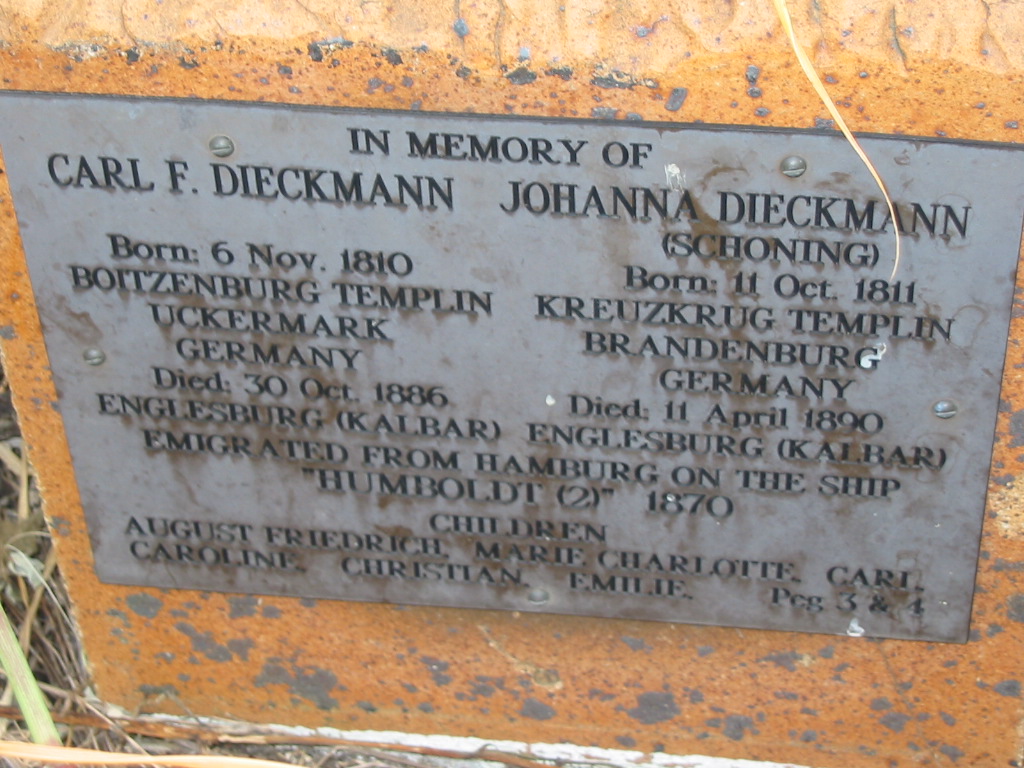 IN MEMORY OF
CARL F. DIECKMANN
Born: 6 Nov. 1810
BOITZENBURG TEMPLIN
UCKERMARK
GERMANY
Died: 30 Oct. 1886
ENGLESBURG (KALBAR)
JOHANNA DIECKMANN
(SCHONING)
Born: 11 Oct. 1811
KREUZKRUG TEMPLIN
BRANDENBURG
GERMANY
Died: 11 April 1890
ENGLESBURG (KALBAR)
EMIGRATED FROM HAMBURG ON THE SHIP
"HUMBOLDT (2)" 1870
CHILDREN
AUGUST FRIEDRICH, MARIE CHARLOTTE, CARL,
CAROLINE, CHRISTIAN, EMILIE.
Peg 3 & 4